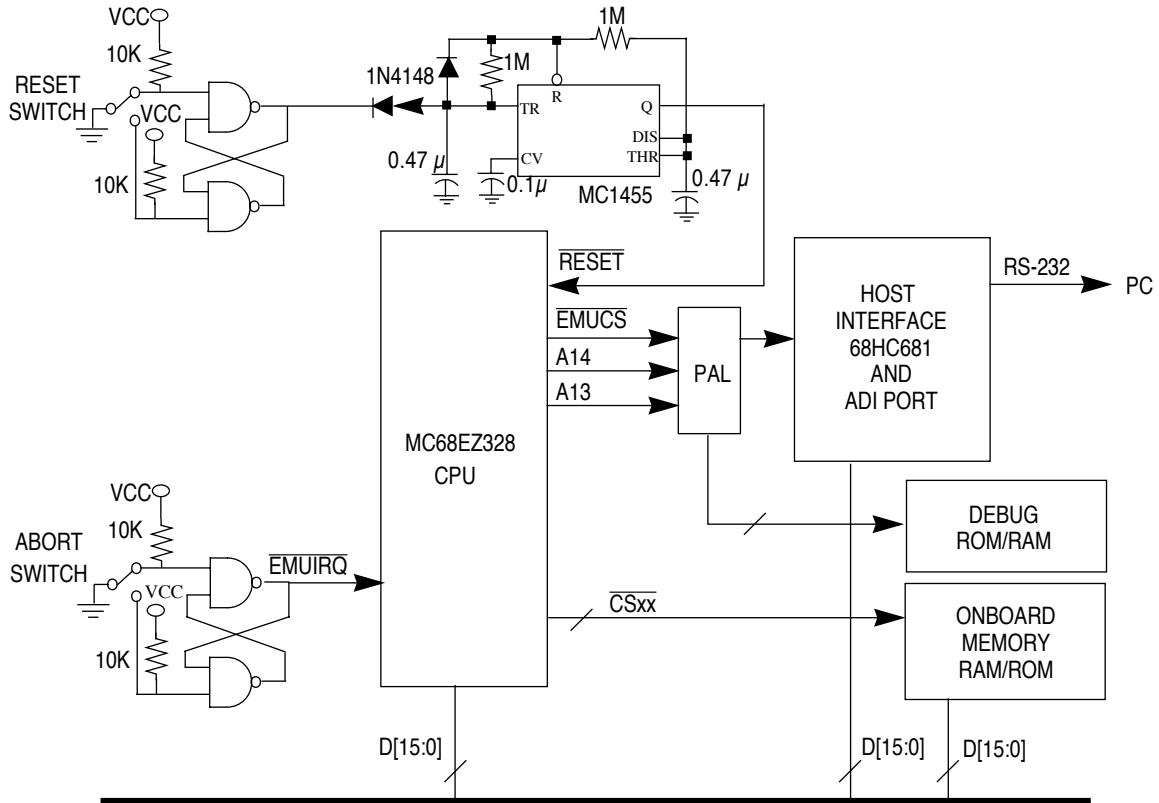 VCC
10K
RESET
SWITCH
VCC
10K
1N4148
1M
1M
R
TR
Q
DIS
THR
CV
0.47 µ
0.1µ
MC1455
0.47 µ
RESET
EMUCS
A14
A13
PAL
MC68EZ328
CPU
HOST
INTERFACE
68HC681
AND
ADI PORT
RS-232
PC
VCC
10K
ABORT
SWITCH
VCC
10K
EMUIRQ
CSxx
DEBUG
ROM/RAM
ONBOARD
MEMORY
RAM/ROM
D[15:0]
D[15:0]
D[15:0]